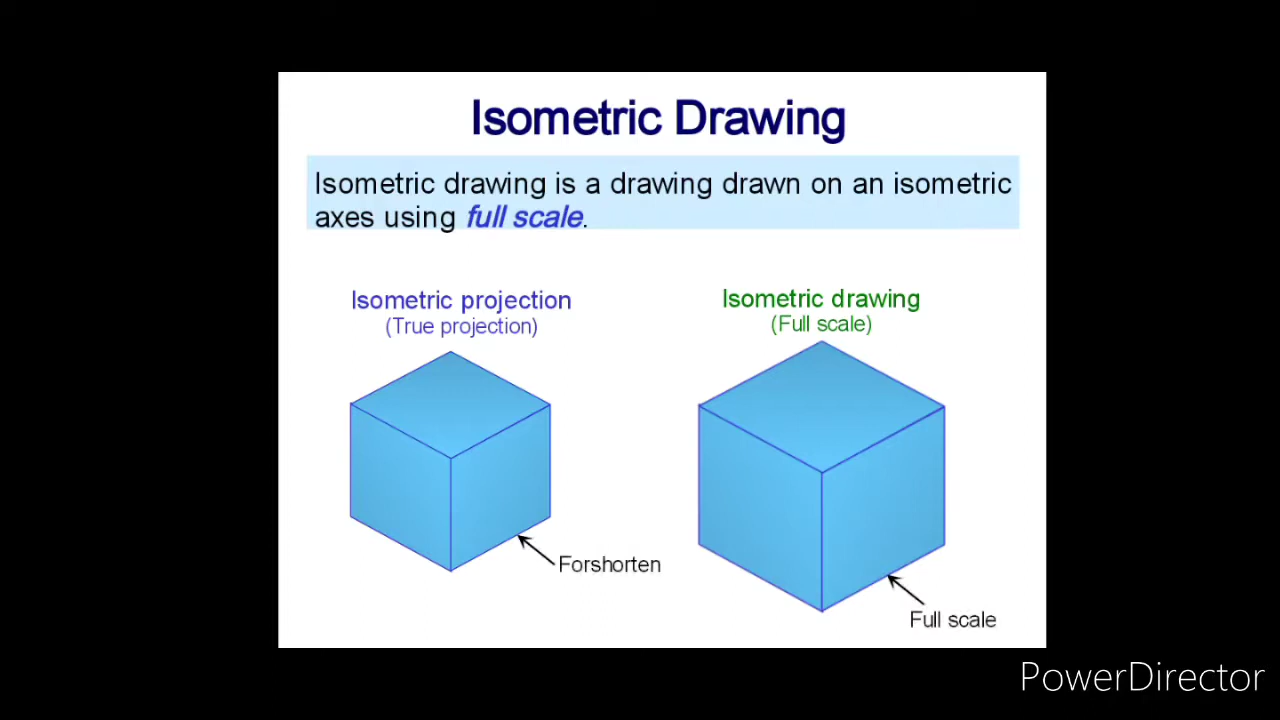 Isometric Drawing
Isometric drawing is a drawing drawn on an isometric
axes using full scale.
Isometric projection
(True projection)
Isometric drawing
(Full scale)
Forshorten
Full scale
PowerDirector